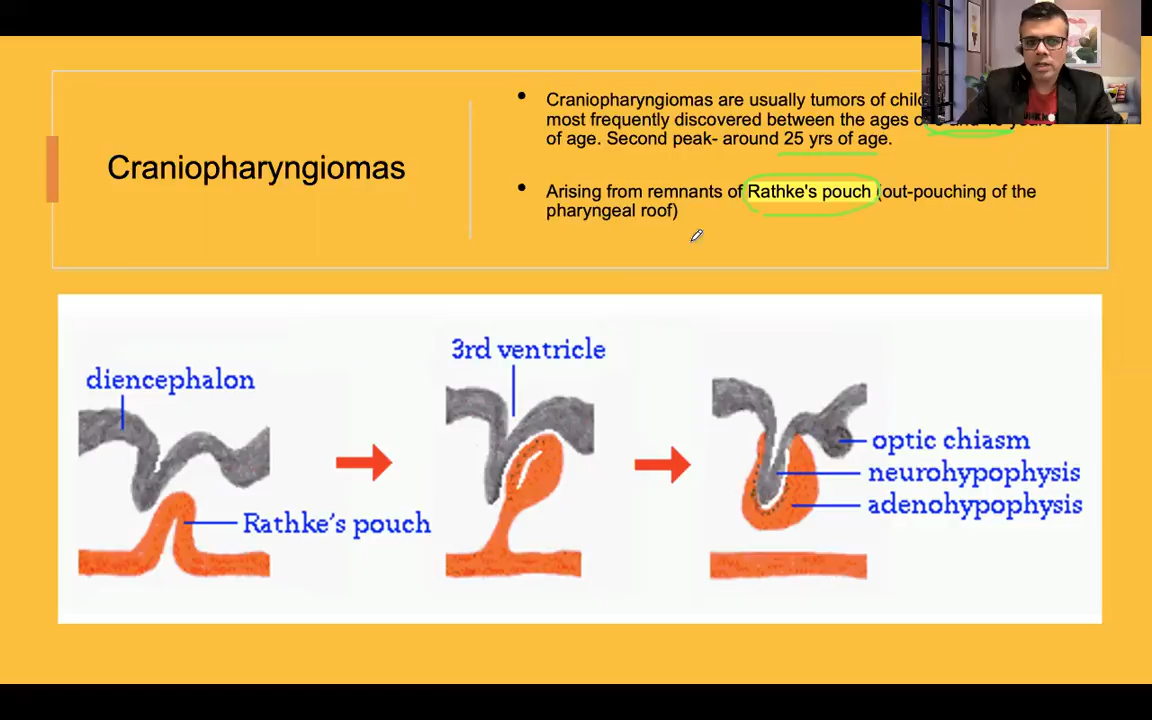 Craniopharyngiomas
Craniopharyngiomas are usually tumors of
most frequently discovered between the ages
of age. Second peak- around 25 yrs of age.
Arising from remnants of Rathke's pouch (out-pouching of the
pharyngeal roof)
diencephalon
Rathke's pouch
3rd ventricle
optic chiasm
neurohypophysis
adenohypophysis